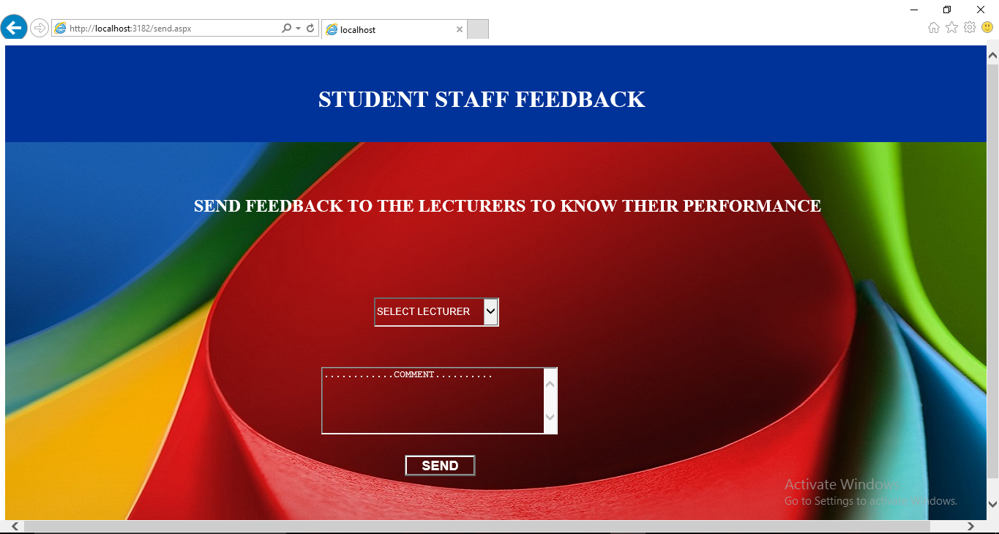 http://localhost:3182/send.aspx
localhost
STUDENT STAFF FEEDBACK
SEND FEEDBACK TO THE LECTURERS TO KNOW THEIR PERFORMANCE
SELECT LECTURER
............COMMENT..........
SEND
Activate Windows
Go to Settings to activate Windows.